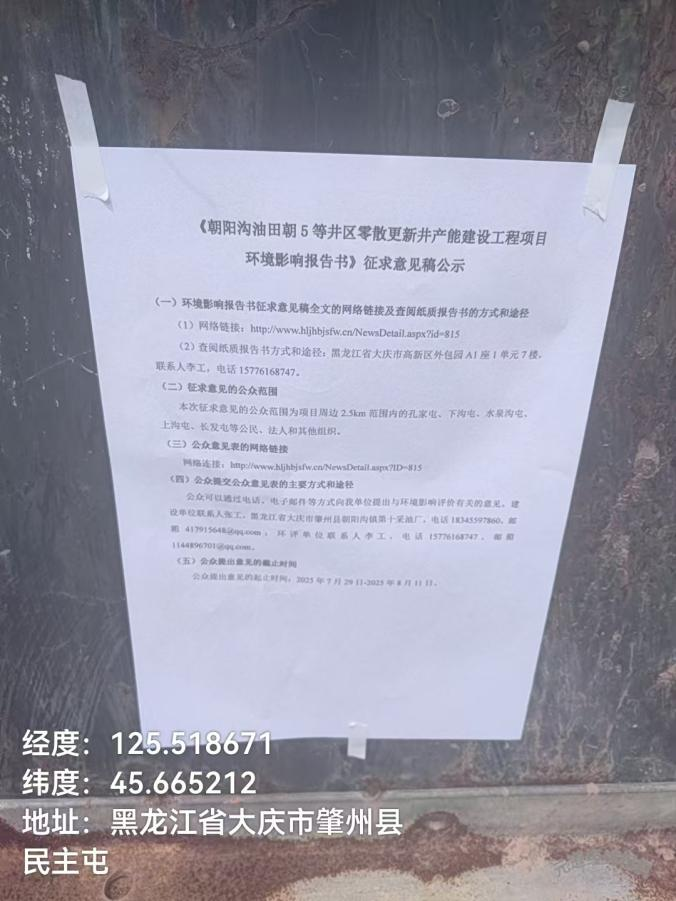 《朝阳沟油田朝 5 等井区零散更新井产能建设工程项目
环境影响报告书》征求意见稿公示
（一）环境影响报告书征求意见稿全文的网络链接及查阅纸质报告书的方式和途径
（1）网络链接：http://www.hljhbjsfw.cn/NewsDetail.aspx?id=815
（2）查阅纸质报告书方式和途径：黑龙江省大庆市高新区外包园 A1 座 1 单元 7 楼，
联系人李工，电话 15776168747。
（二）征求意见的公众范围
本次征求意见的公众范围为项目周边 2.5km 范围内的孔家屯、下沟屯、水泉沟屯、
上沟屯、长发屯等公民、法人和其他组织。
（三）公众意见表的网络链接
网络连接：http://www.hljhbjsfw.cn/NewsDetail.aspx?ID=815
（四）公众提交公众意见表的主要方式和途径
公众可以通过电话、电子邮件等方式向我单位提出与环境影响评价有关的意见。建
设单位联系人张工，黑龙江省大庆市肇州县朝阳沟镇第十采油厂，电话 18345597860，邮
箱 417915648@qq.com；环评单位联系人李工，电话 15776168747，邮箱
1144896701@qq.com。
（五）公众提出意见的截止时间
公众提出意见的起止时间：2025 年 7 月 29 日-2025 年 8 月 11 日。
经度：125.518671
纬度：45.665212
地址：黑龙江省大庆市肇州县
民主屯